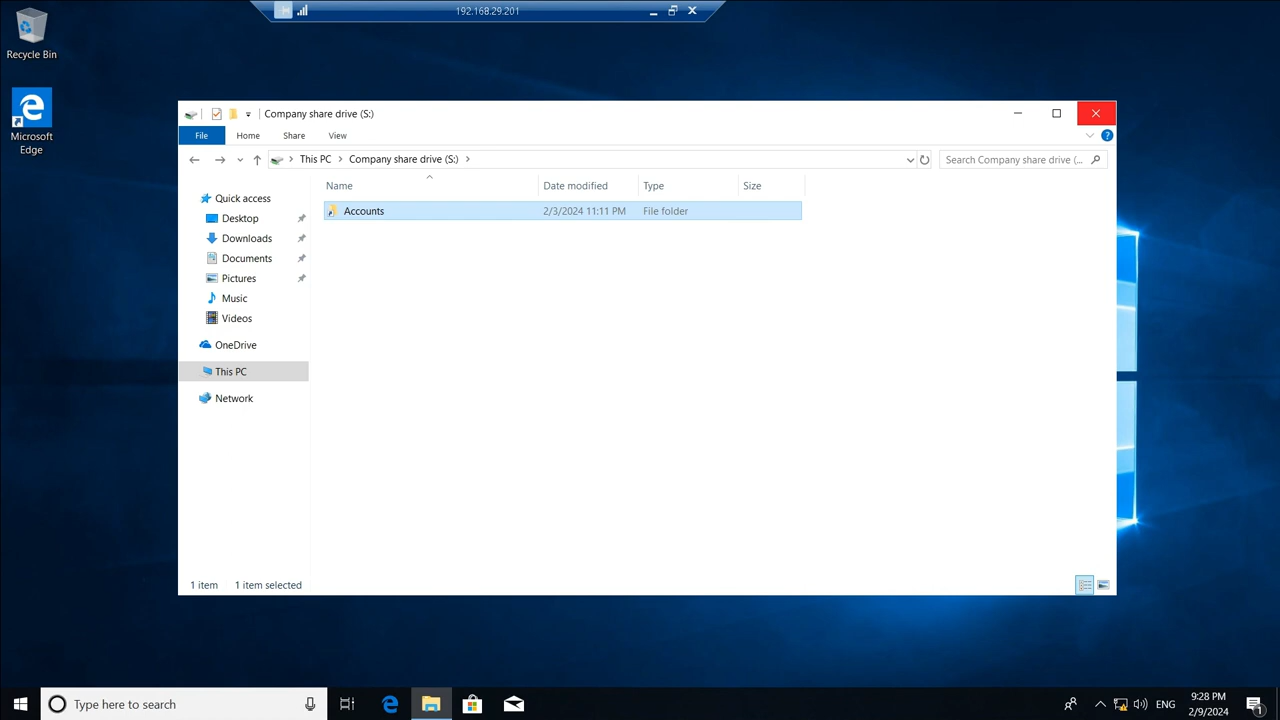 192.168.29.201
Recycle Bin
Microsoft
Edge
Company share drive (S:)
File Home Share View
This PC Company share drive (S:)
Search Company share drive (...
Name Date modified Type Size
Accounts 2/3/2024 11:11 PM File folder
Quick access
Desktop
Downloads
Documents
Pictures
Music
Videos
OneDrive
This PC
Network
1 item 1 item selected
Type here to search
ENG
9:28 PM
2/9/2024
1